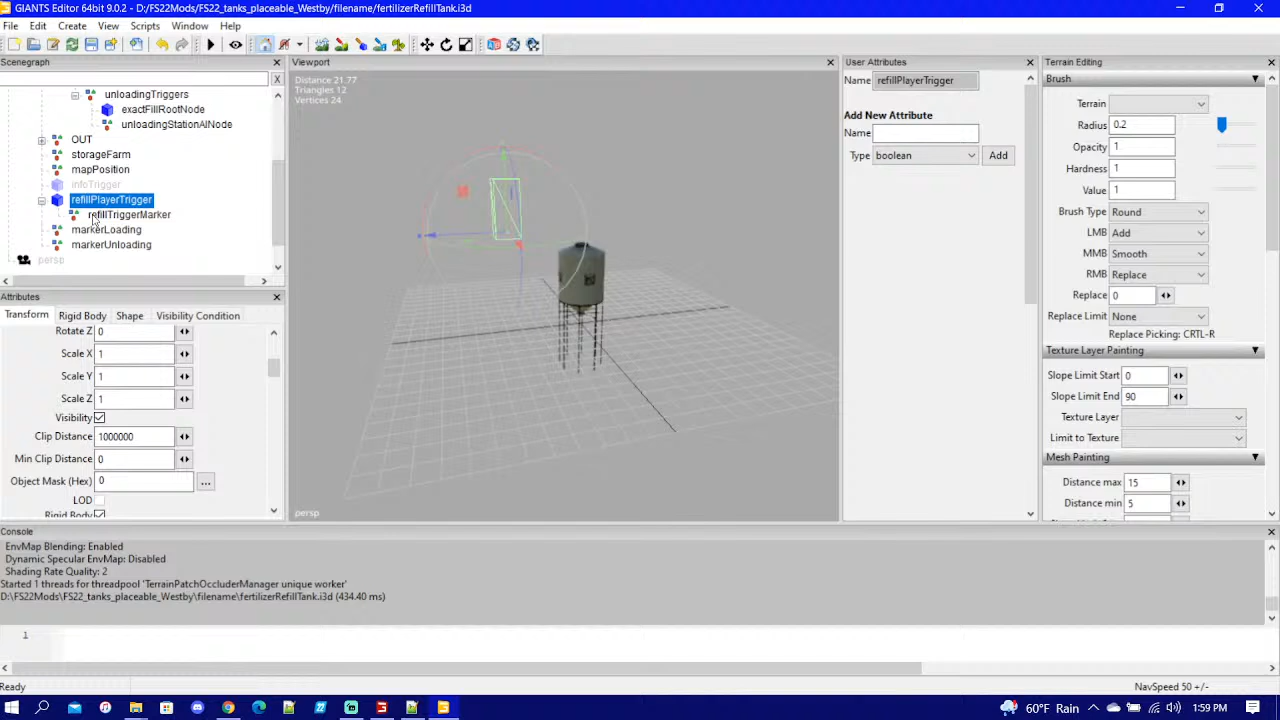 GIANTS Editor 64bit 9.0.2 - D:/FS22Mods/FS22_tanks_placeable_Westby/filename/fertilizerRefillTank.i3d
File Edit Create View Scripts Window Help
Scenegraph
X
unloadingTriggers
exactFillRootNode
unloadingStationAINode
OUT
storageFarm
mapPosition
infoTrigger
refillPlayerTrigger
refillTriggerMarker
markerLoading
markerUnloading
persp
Attributes
Transform Rigid Body Shape Visibility Condition
Rotate Z 0
Scale X 1
Scale Y 1
Scale Z 1
Visibility
Clip Distance 1000000
Min Clip Distance 0
Object Mask (Hex) 0 ...
LOD
Rigid Body
Viewport
Distance 21.77
Triangles 12
Vertices 24
persp
User Attributes
Name refillPlayerTrigger
Add New Attribute
Name
Type boolean Add
Terrain Editing
Brush
Terrain
Radius 0.2
Opacity 1
Hardness 1
Value 1
Brush Type Round
LMB Add
MMB Smooth
RMB Replace
Replace 0
Replace Limit None
Replace Picking: CRTL-R
Texture Layer Painting
Slope Limit Start 0
Slope Limit End 90
Texture Layer
Limit to Texture
Mesh Painting
Distance max 15
Distance min 5
Console
EnvMap Blending: Enabled
Dynamic Specular EnvMap: Disabled
Shading Rate Quality: 2
Started 1 threads for threadpool 'TerrainPatchOccluderManager unique worker'
D:\FS22Mods\FS22_tanks_placeable_Westby\filename\fertilizerRefillTank.i3d (434.40 ms)
1
Ready
NavSpeed 50 +/-
60°F Rain
1:59 PM